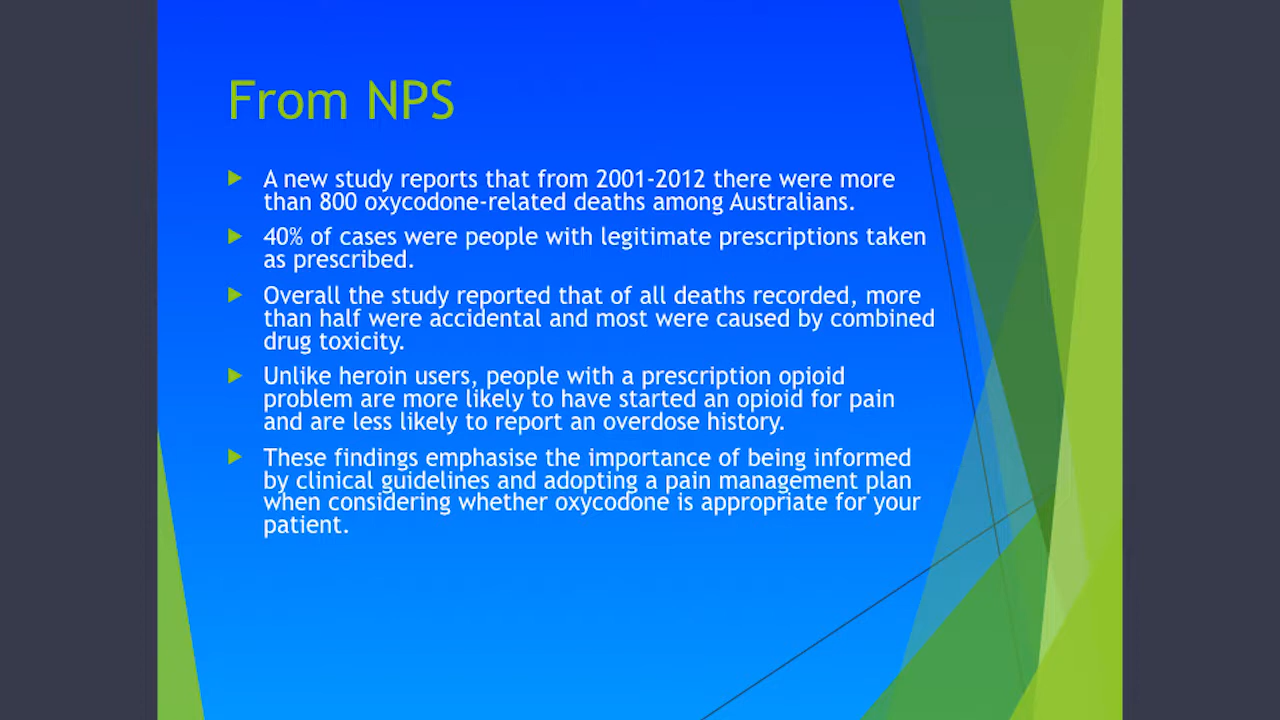 From NPS
A new study reports that from 2001-2012 there were more
than 800 oxycodone-related deaths among Australians.
40% of cases were people with legitimate prescriptions taken
as prescribed.
Overall the study reported that of all deaths recorded, more
than half were accidental and most were caused by combined
drug toxicity.
Unlike heroin users, people with a prescription opioid
problem are more likely to have started an opioid for pain
and are less likely to report an overdose history.
These findings emphasise the importance of being informed
by clinical guidelines and adopting a pain management plan
when considering whether oxycodone is appropriate for your
patient.